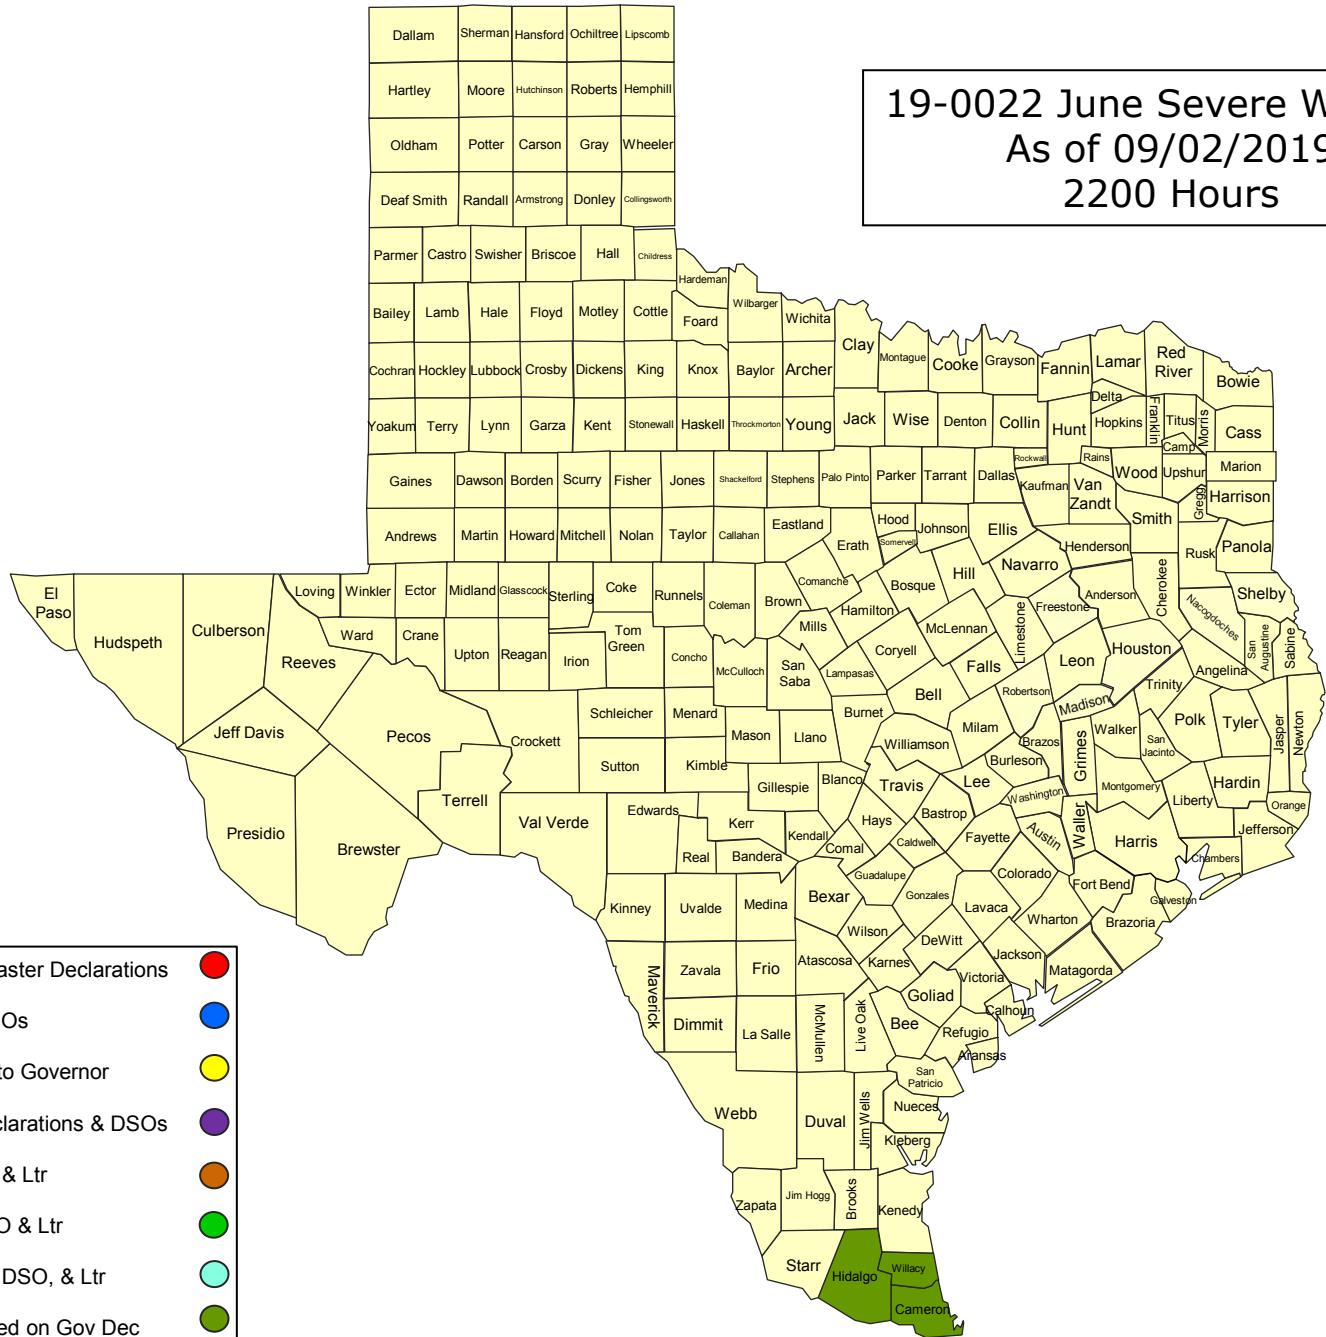 Dallam Sherman Hansford Ochiltree Lipscomb
Hartley Moore Hutchinson Roberts Hemphill
19-0022 June Severe W
As of 09/02/2019
2200 Hours
Oldham Potter Carson Gray Wheeler
Deaf Smith Randall Armstrong Donley Collingsworth
Parmer Castro Swisher Briscoe Hall Childress
Hardeman
Bailey Lamb Hale Floyd Motley Cottle Foard Wilbarger Wichita
Clay Montague Cooke Grayson Fannin Lamar Red
River Bowie
Cochran Hockley Lubbock Crosby Dickens King Knox Baylor Archer
Delta
Yoakum Terry Lynn Garza Kent Stonewall Haskell Throckmorton Young Jack Wise Denton Collin Hunt Hopkins Franklin Titus Morris Cass
Camp
Gaines Dawson Borden Scurry Fisher Jones Shackelford Stephens Palo Pinto Parker Tarrant Dallas Rockwall Kaufman Rains Van
Zandt Wood Upshur Marion
Gregg Harrison
Andrews Martin Howard Mitchell Nolan Taylor Callahan Eastland Erath Hood Somervell Johnson Ellis Henderson Smith Rusk Panola
El
Paso Hudspeth Culberson Loving Winkler Ector Midland Glasscock Sterling Coke Runnels Coleman Brown Comanche Hamilton Bosque Hill Navarro Freestone Anderson Cherokee Nacogdoches Shelby
Reeves Ward Crane Upton Reagan Irion Tom
Green Concho McCulloch San
Saba Mills Lampasas Coryell McLennan Limestone Falls Leon Houston Angelina San
Augustine Sabine
Jeff Davis Pecos Crockett Schleicher Menard Mason Llano Burnet Bell Milam Robertson Madison Trinity
Walker San
Jacinto Polk Tyler Jasper Newton
Sutton Kimble Gillespie Blanco Williamson Travis Lee Burleson Brazos Grimes Washington Montgomery Liberty Hardin Orange
Presidio Brewster Terrell Val Verde Edwards Real Kerr Bandera Kendall Comal Hays Caldwell Bastrop Fayette Austin Waller Harris Chambers Jefferson
Kinney Uvalde Medina Bexar Guadalupe Gonzales Lavaca Colorado Wharton Fort Bend Brazoria Galveston
Maverick Zavala Frio Atascosa Wilson Karnes DeWitt Victoria Jackson Matagorda
Dimmit La Salle McMullen Live Oak Bee Goliad Refugio Calhoun
Aransas
San
Patricio
Webb Duval Jim Wells Nueces
Kleberg
Zapata Jim Hogg Brooks Kenedy
Starr Hidalgo Willacy
Cameron
aster Declarations
Os
to Governor
clarations & DSOs
& Ltr
O & Ltr
DSO, & Ltr
ed on Gov Dec